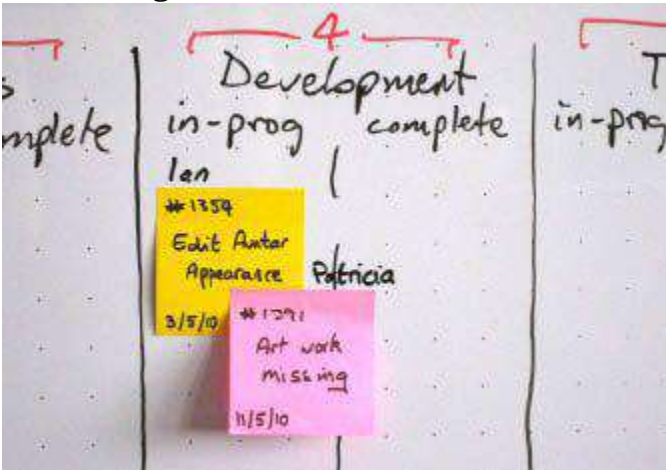 4
Development
mplete in-prog complete in-prog
Ian
#1354
Edit Avatar
Appearance
Patricia
3/5/10
#1391
Art work
missing
11/5/10